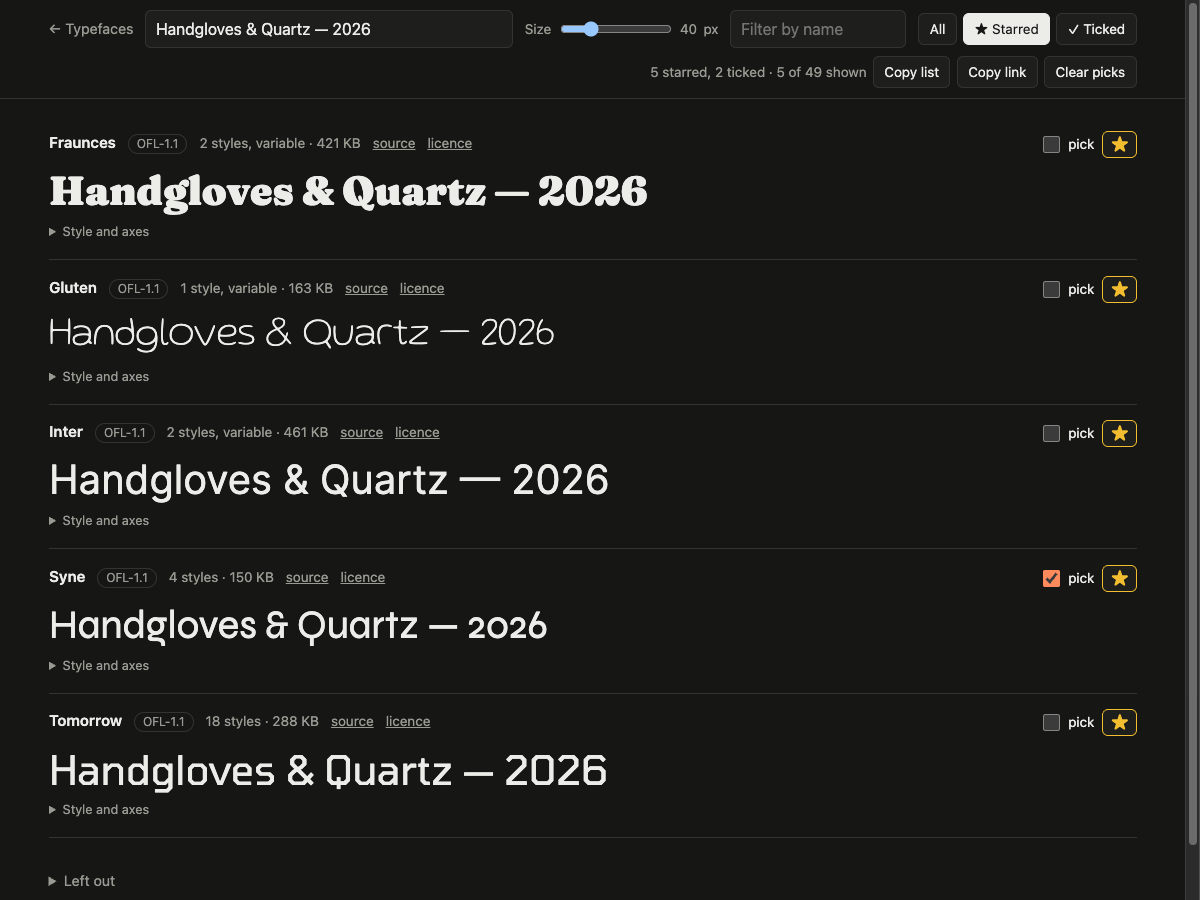 ← Typefaces Handgloves & Quartz — 2026 Size 40 px Filter by name All ★ Starred ✓ Ticked
5 starred, 2 ticked · 5 of 49 shown Copy list Copy link Clear picks
Fraunces OFL-1.1 2 styles, variable · 421 KB source licence pick ★
Handgloves & Quartz — 2026
▶ Style and axes
Gluten OFL-1.1 1 style, variable · 163 KB source licence pick ★
Handgloves & Quartz — 2026
▶ Style and axes
Inter OFL-1.1 2 styles, variable · 461 KB source licence pick ★
Handgloves & Quartz — 2026
▶ Style and axes
Syne OFL-1.1 4 styles · 150 KB source licence pick ★
Handgloves & Quartz — 2026
▶ Style and axes
Tomorrow OFL-1.1 18 styles · 288 KB source licence pick ★
Handgloves & Quartz — 2026
▶ Style and axes
▶ Left out